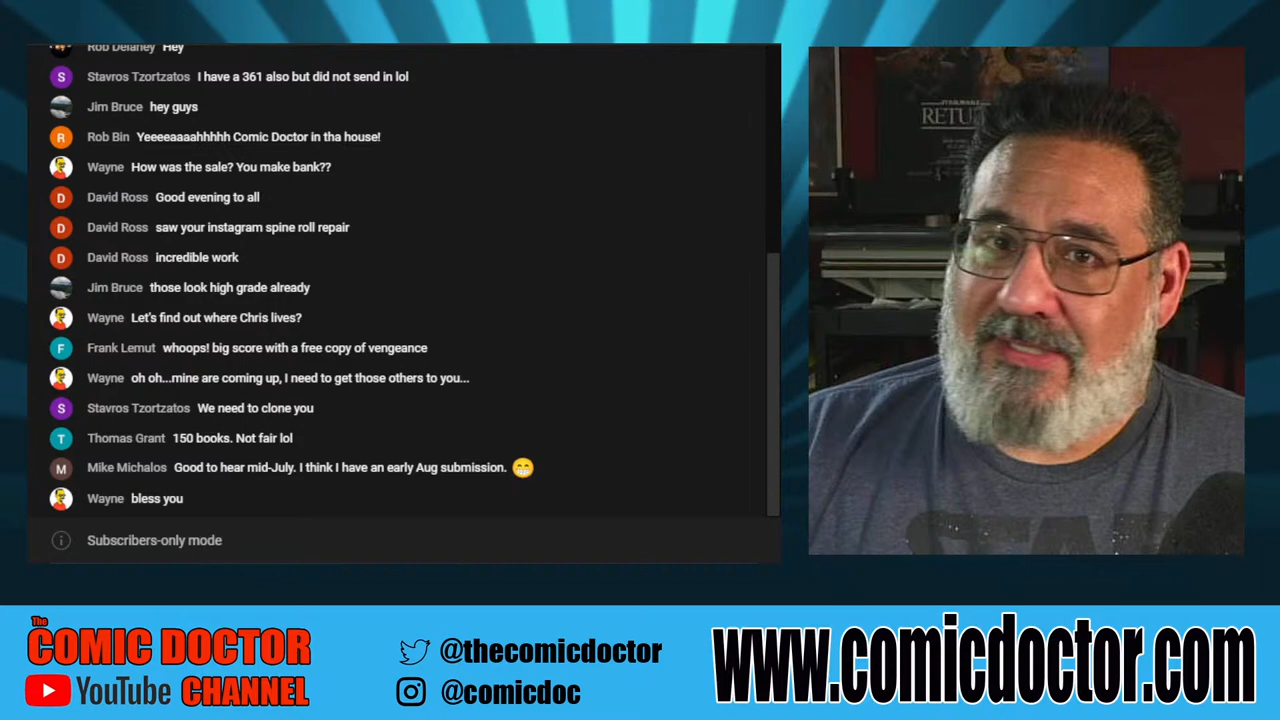 Rob Delaney Hey
Stavros Tzortzatos I have a 361 also but did not send in lol
Jim Bruce hey guys
Rob Bin Yeeeeaaaahhhhh Comic Doctor in tha house!
Wayne How was the sale? You make bank??
David Ross Good evening to all
David Ross saw your instagram spine roll repair
David Ross incredible work
Jim Bruce those look high grade already
Wayne Let's find out where Chris lives?
Frank Lemut whoops! big score with a free copy of vengeance
Wayne oh oh...mine are coming up, I need to get those others to you...
Stavros Tzortzatos We need to clone you
Thomas Grant 150 books. Not fair lol
Mike Michalos Good to hear mid-July. I think I have an early Aug submission. 😁
Wayne bless you
Subscribers-only mode
STAR WARS
RETU
STAR
The
COMIC DOCTOR
YouTube CHANNEL
@thecomicdoctor
@comicdoc
www.comicdoctor.com